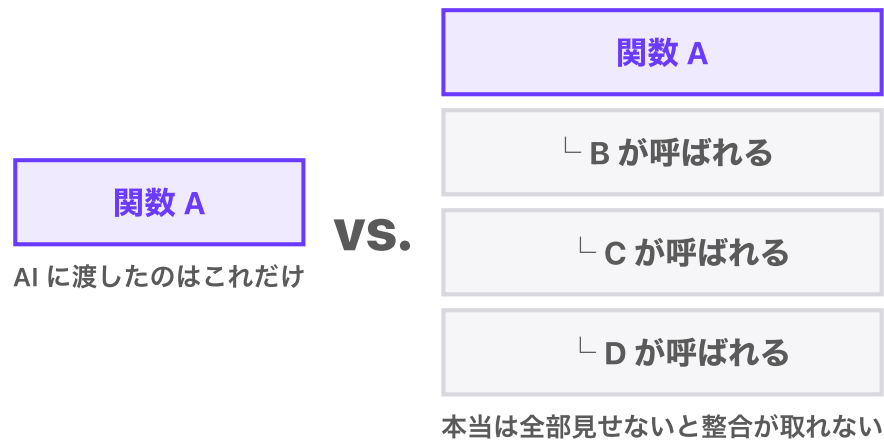 関数 A
AI に渡したのはこれだけ
vs.
関数 A
└ B が呼ばれる
└ C が呼ばれる
└ D が呼ばれる
本当は全部見せないと整合が取れない